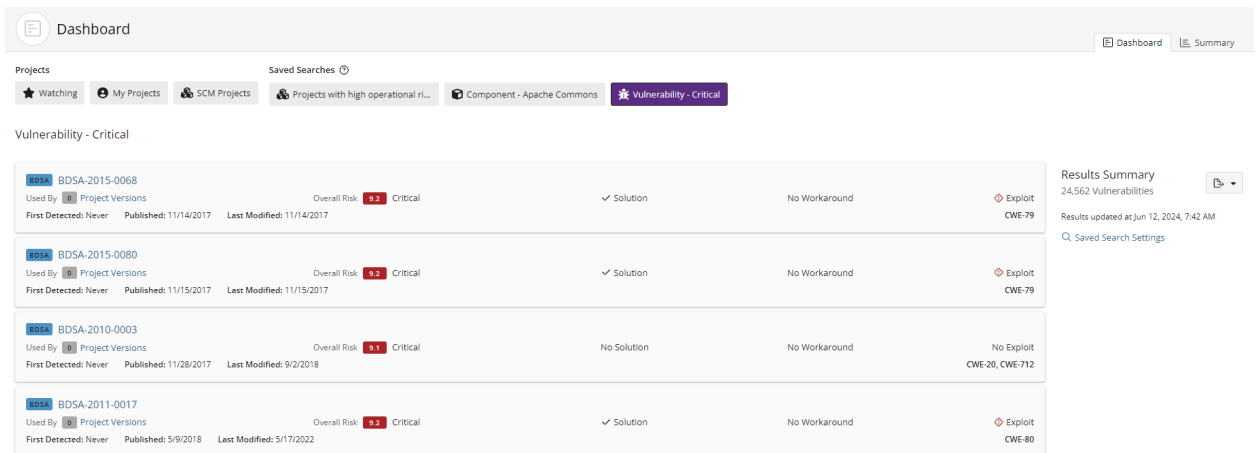 Dashboard
Dashboard Summary
Projects Saved Searches
Watching My Projects SCM Projects Projects with high operational ri... Component - Apache Commons Vulnerability - Critical
Vulnerability - Critical
BDSA BDSA-2015-0068
Used By 0 Project Versions Overall Risk 9.2 Critical Solution No Workaround Exploit
First Detected: Never Published: 11/14/2017 Last Modified: 11/14/2017 CWE-79
BDSA BDSA-2015-0080
Used By 0 Project Versions Overall Risk 9.2 Critical Solution No Workaround Exploit
First Detected: Never Published: 11/15/2017 Last Modified: 11/15/2017 CWE-79
BDSA BDSA-2010-0003
Used By 0 Project Versions Overall Risk 9.1 Critical No Solution No Workaround No Exploit
First Detected: Never Published: 11/28/2017 Last Modified: 9/2/2018 CWE-20, CWE-712
BDSA BDSA-2011-0017
Used By 0 Project Versions Overall Risk 9.2 Critical Solution No Workaround Exploit
First Detected: Never Published: 5/9/2018 Last Modified: 5/17/2022 CWE-80
Results Summary
24,562 Vulnerabilities
Results updated at Jun 12, 2024, 7:42 AM
Saved Search Settings